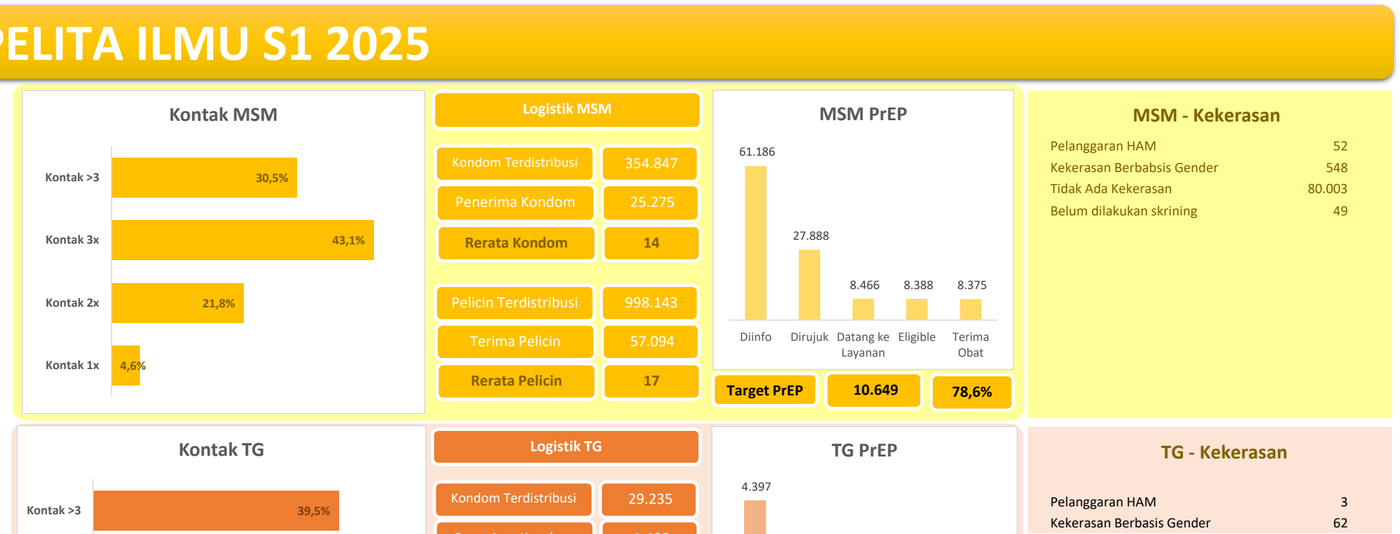 PELITA ILMU S1 2025
Kontak MSM
Kontak >3
30,5%
Kontak 3x
43,1%
Kontak 2x
21,8%
Kontak 1x
4,6%
Logistik MSM
Kondom Terdistribusi 354.847
Penerima Kondom 25.275
Rerata Kondom 14
Pelicin Terdistribusi 998.143
Terima Pelicin 57.094
Rerata Pelicin 17
MSM PrEP
61.186
27.888
8.466
8.388
8.375
Diinfo
Dirujuk
Datang ke
Layanan
Eligible
Terima
Obat
Target PrEP 10.649 78,6%
MSM - Kekerasan
Pelanggaran HAM 52
Kekerasan Berbabsis Gender 548
Tidak Ada Kekerasan 80.003
Belum dilakukan skrining 49
Kontak TG
Kontak >3
39,5%
Logistik TG
Kondom Terdistribusi 29.235
TG PrEP
4.397
TG - Kekerasan
Pelanggaran HAM 3
Kekerasan Berbasis Gender 62